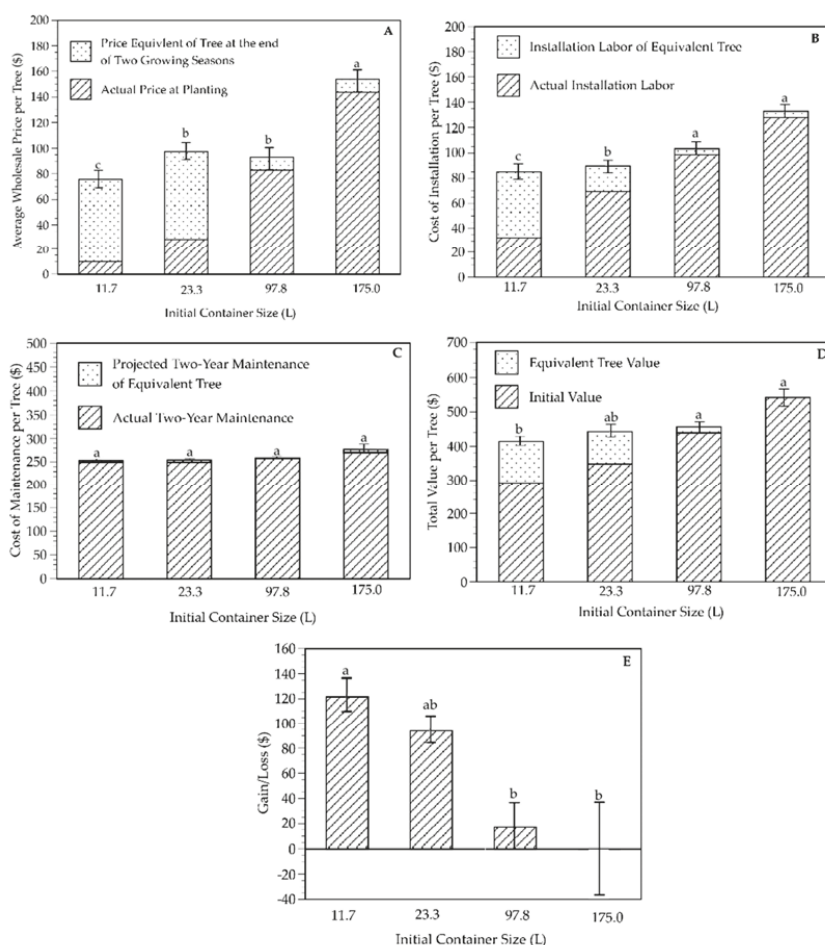 A
Price Equivlent of Tree at the end
of Two Growing Seasons
Actual Price at Planting
Average Wholesale Price per Tree ($)
200
180
160
140
120
100
80
60
40
20
0
c
b
b
a
11.7
23.3
97.8
175.0
Initial Container Size (L)
B
Installation Labor of Equivalent Tree
Actual Installation Labor
Cost of Installation per Tree ($)
200
180
160
140
120
100
80
60
40
20
0
c
b
a
a
11.7
23.3
97.8
175.0
Initial Container Size (L)
C
Projected Two-Year Maintenance
of Equivalent Tree
Actual Two-Year Maintenance
Cost of Maintenance per Tree ($)
500
450
400
350
300
250
200
150
100
50
0
a
a
a
a
11.7
23.3
97.8
175.0
Initial Container Size (L)
D
Equivalent Tree Value
Initial Value
Total Value per Tree ($)
700
600
500
400
300
200
100
0
b
ab
a
a
11.7
23.3
97.8
175.0
Initial Container Size (L)
E
Gain/Loss ($)
160
140
120
100
80
60
40
20
0
-20
-40
a
ab
b
b
11.7
23.3
97.8
175.0
Initial Container Size (L)